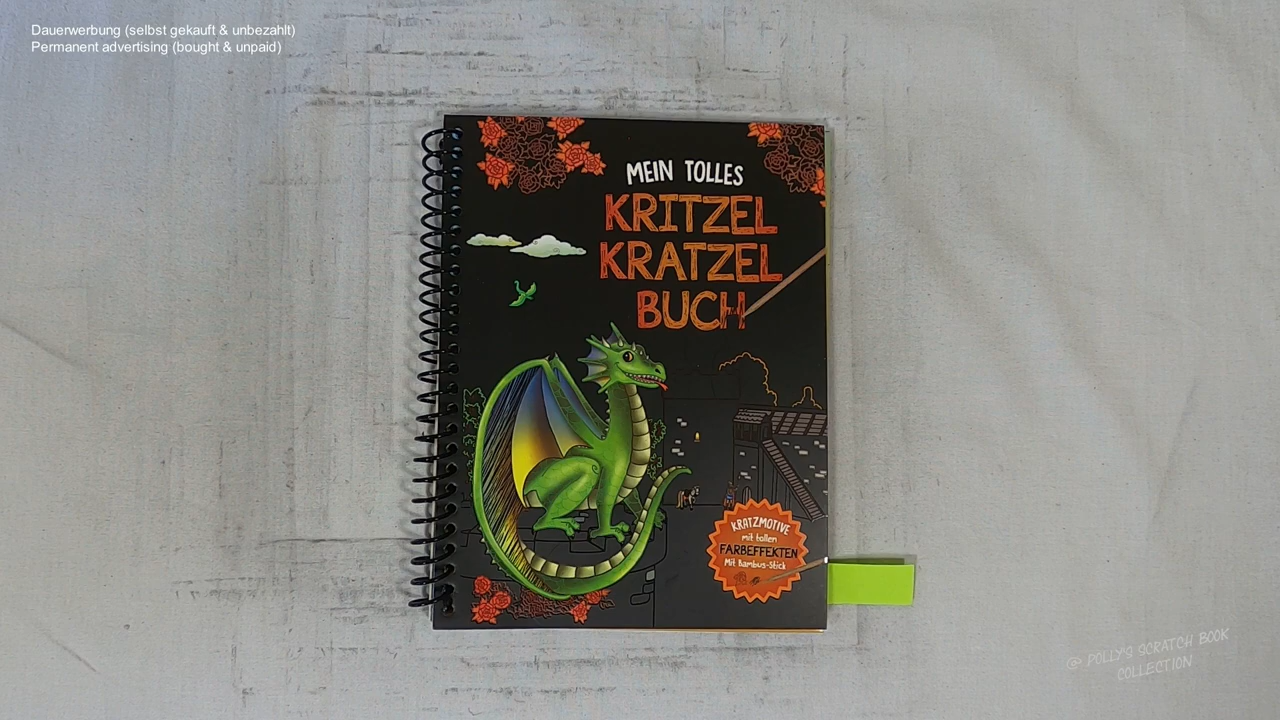 Dauerwerbung (selbst gekauft & unbezahlt)
Permanent advertising (bought & unpaid)
MEIN TOLLES
KRITZEL
KRATZEL
BUCH
KRATZMOTIVE
mit tollen
FARBEFFEKTEN
Mit Bambus-Stick
@ POLLY'S SCRATCH BOOK
COLLECTION